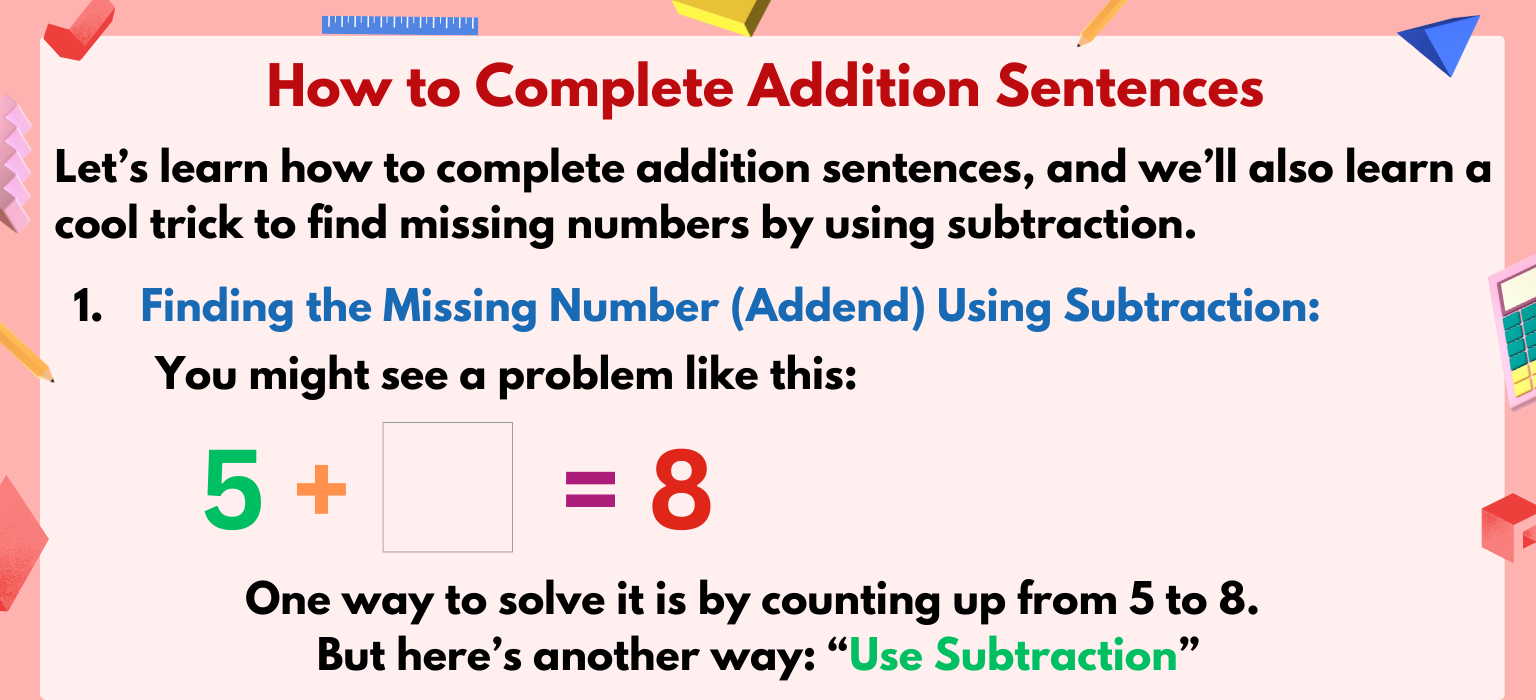 How to Complete Addition Sentences
Let’s learn how to complete addition sentences, and we’ll also learn a
cool trick to find missing numbers by using subtraction.
1. Finding the Missing Number (Addend) Using Subtraction:
You might see a problem like this:
5 + = 8
One way to solve it is by counting up from 5 to 8.
But here’s another way: “Use Subtraction”